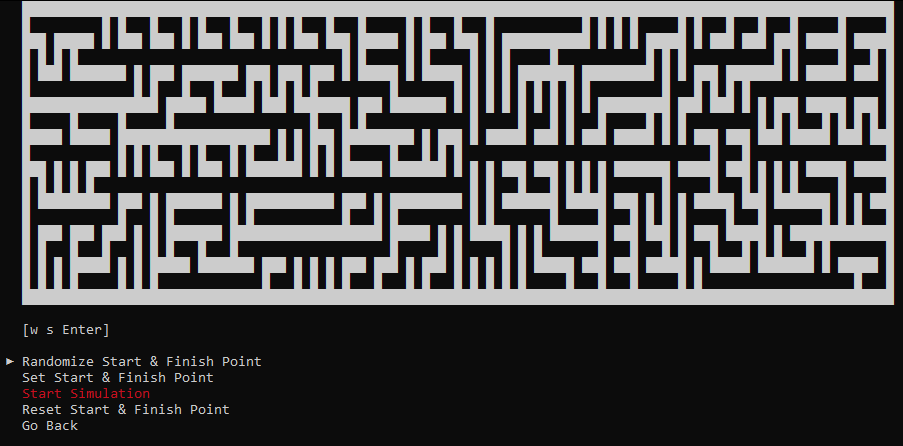 [w s Enter]
► Randomize Start & Finish Point
Set Start & Finish Point
Start Simulation
Reset Start & Finish Point
Go Back